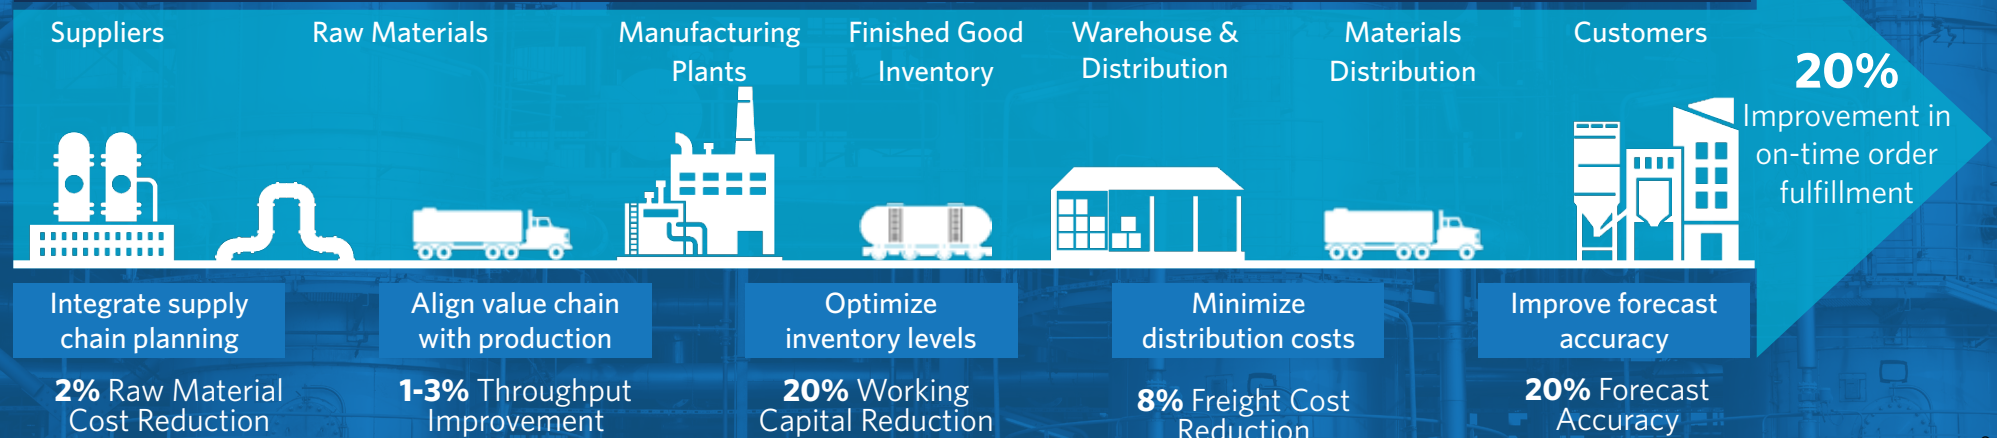 Suppliers
Raw Materials
Manufacturing
Plants
Finished Good
Inventory
Warehouse &
Distribution
Materials
Distribution
Customers
20%
Improvement in
on-time order
fulfillment
Integrate supply
chain planning
Align value chain
with production
Optimize
inventory levels
Minimize
distribution costs
Improve forecast
accuracy
2% Raw Material
Cost Reduction
1-3% Throughput
Improvement
20% Working
Capital Reduction
8% Freight Cost
Reduction
20% Forecast
Accuracy